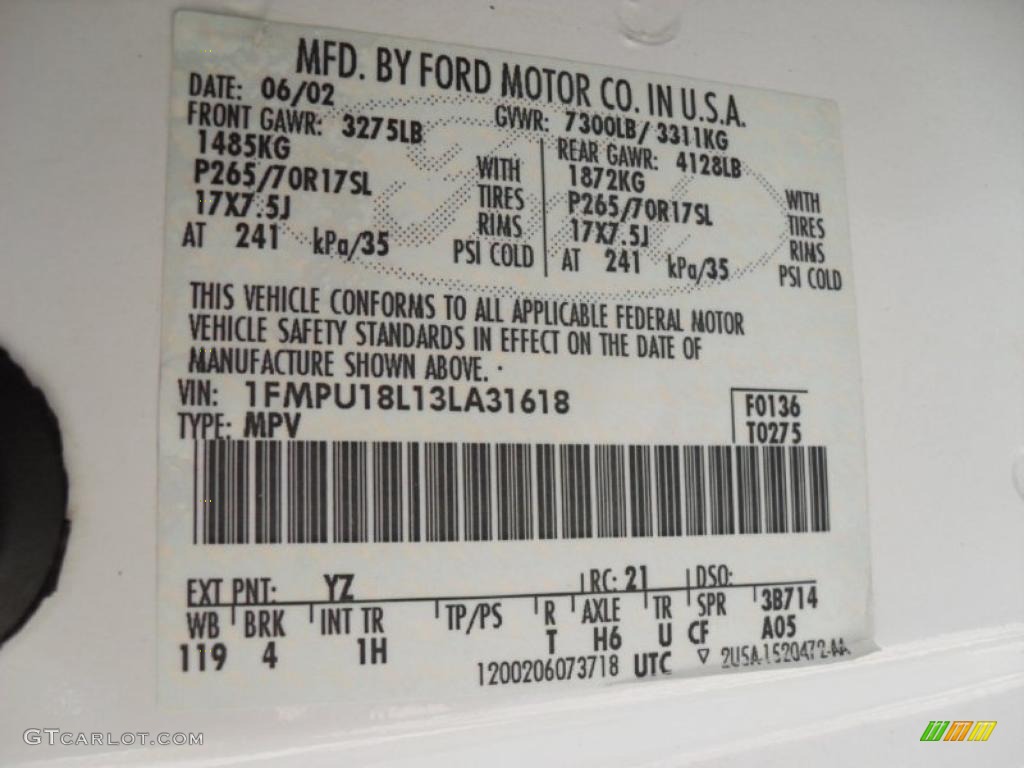 MFD. BY FORD MOTOR CO. IN U.S.A.
DATE: 06/02 GVWR: 7300LB/ 3311KG
FRONT GAWR: 3275LB REAR GAWR: 4128LB
1485KG WITH 1872KG WITH
P265/70R17SL TIRES P265/70R17SL TIRES
17X7.5J RIMS 17X7.5J RIMS
AT 241 kPa/35 PSI COLD AT 241 kPa/35 PSI COLD
THIS VEHICLE CONFORMS TO ALL APPLICABLE FEDERAL MOTOR
VEHICLE SAFETY STANDARDS IN EFFECT ON THE DATE OF
MANUFACTURE SHOWN ABOVE.
VIN: 1FMPU18L13LA31618 F0136
TYPE: MPV T0275
EXT PNT: YZ RC: 21 DSO:
WB BRK INT TR TP/PS R AXLE TR SPR 3B714
119 4 1H T H6 U CF A05
1200206073718 UTC ▽ 2U5A-1520472-AA
GTCARLOT.COM